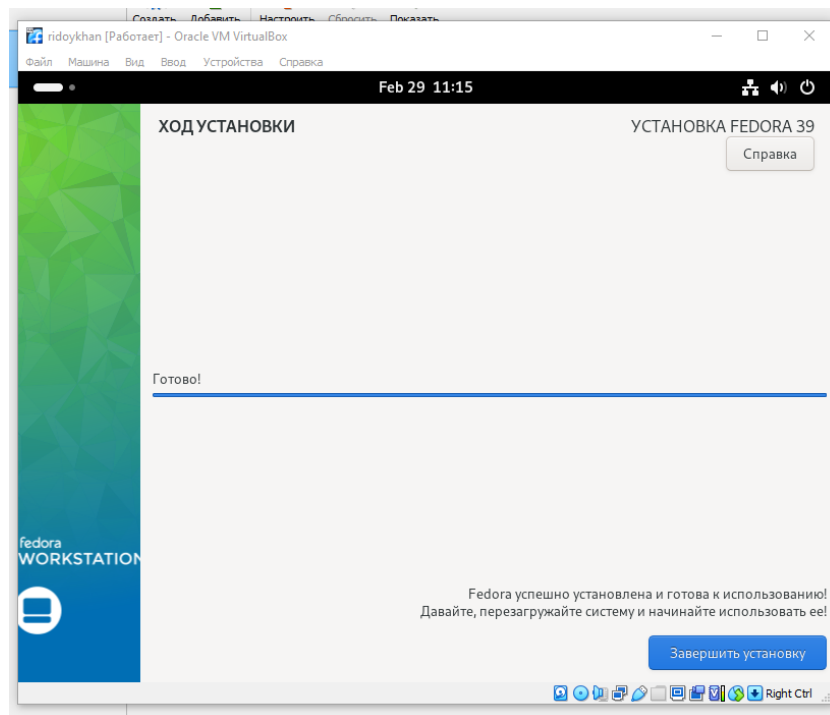 Создать Добавить Настроить Сбросить Показать
ridoykhan [Работает] - Oracle VM VirtualBox
Файл Машина Вид Ввод Устройства Справка
Feb 29 11:15
ХОД УСТАНОВКИ
УСТАНОВКА FEDORA 39
Справка
Готово!
fedora
WORKSTATION
Fedora успешно установлена и готова к использованию!
Давайте, перезагружайте систему и начинайте использовать ее!
Завершить установку
Right Ctrl